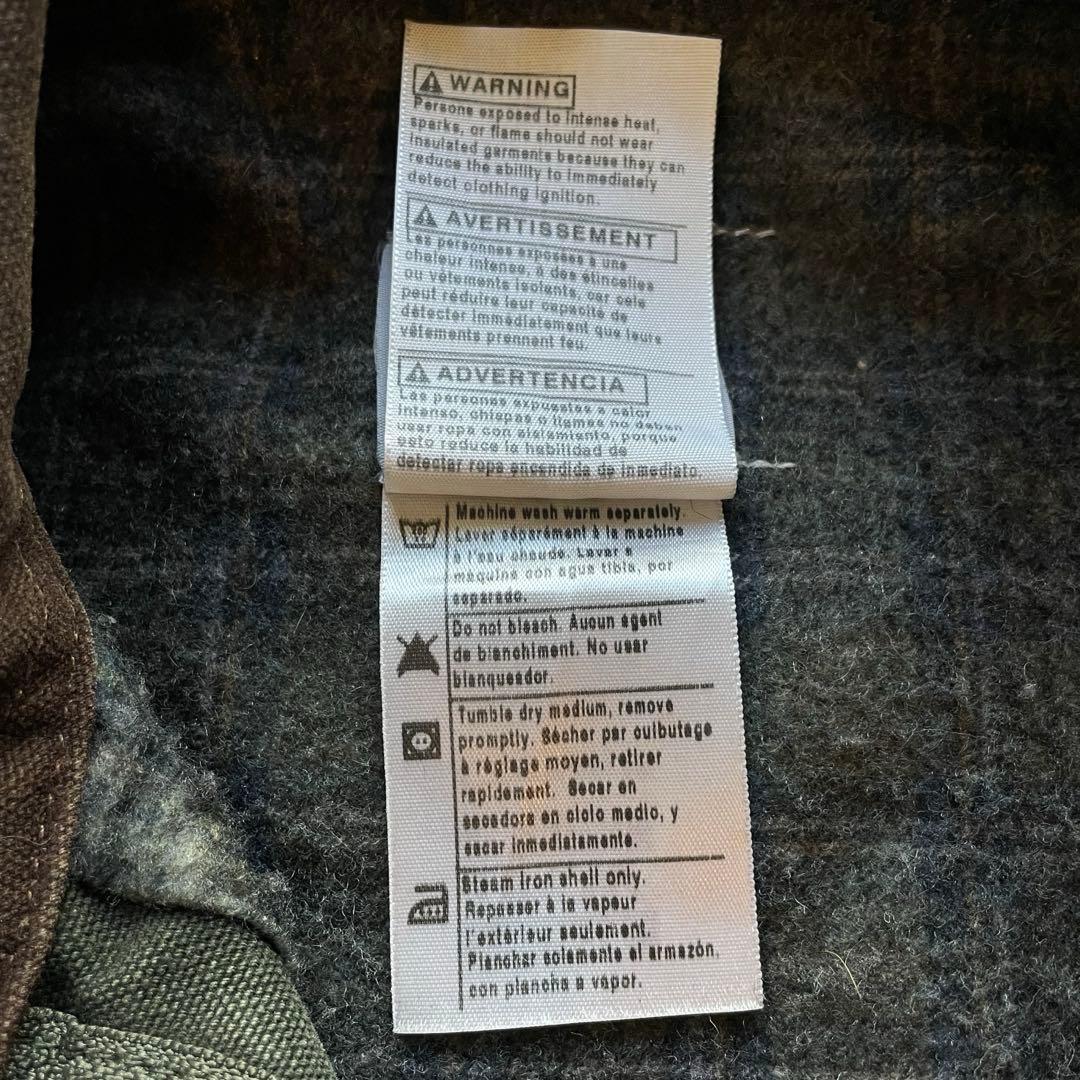 WARNING
Persons exposed to intense heat,
sparks, or flame should not wear
insulated garments because they can
reduce the ability to immediately
detect clothing ignition.
AVERTISSEMENT
Les personnes exposées à une
chaleur intense, à des étincelles
ou vêtements isolents, car cela
peut réduire leur capacité de
détecter immédiatement que leurs
vêtements prennent feu.
ADVERTENCIA
Las personas expuestas a calor
intenso, chispas o llamas no deben
usar ropa con aislamiento, porque
esto reduce la habilidad de
detectar ropa encendida de inmediato.
Machine wash warm separately.
Laver séparément à la machine
à l'eau chaude. Lavar a
maquina con agua tibia, por
separado.
Do not bleach. Aucun agent
de blanchiment. No usar
blanqueador.
Tumble dry medium, remove
promptly. Sécher par culbutage
à réglage moyen, retirer
rapidement. Secar en
secadora en ciclo medio, y
sacar inmediatamente.
Steam iron shell only.
Repasser à la vapeur
l'extérieur seulement.
Planchar solamente el armazón,
con plancha a vapor.